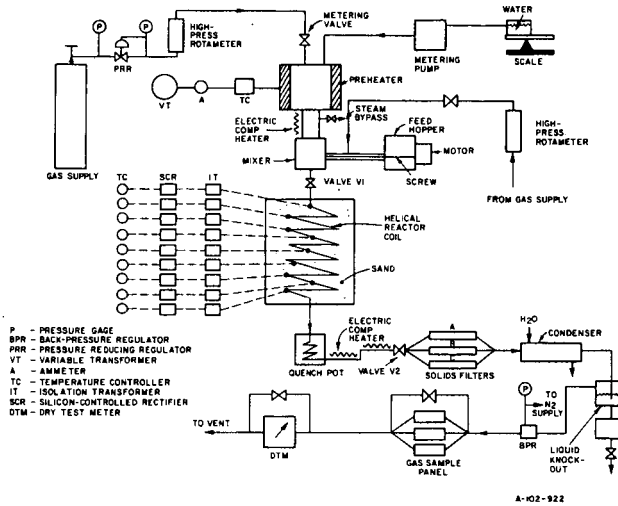 METERING
VALVE
HIGH-
PRESS
ROTAMETER
P
P
PRR
WATER
SCALE
METERING
PUMP
PREHEATER
VT
A
TC
STEAM
BYPASS
ELECTRIC
COMP
HEATER
FEED
HOPPER
HIGH-
PRESS
ROTAMETER
MOTOR
MIXER
SCREW
GAS SUPPLY
VALVE V1
FROM GAS SUPPLY
TC
SCR
IT
HELICAL
REACTOR
COIL
SAND
P - PRESSURE GAGE
BPR - BACK-PRESSURE REGULATOR
PRR - PRESSURE REDUCING REGULATOR
VT - VARIABLE TRANSFORMER
A - AMMETER
TC - TEMPERATURE CONTROLLER
IT - ISOLATION TRANSFORMER
SCR - SILICON-CONTROLLED RECTIFIER
DTM - DRY TEST METER
ELECTRIC
COMP
HEATER
A
B
H2O
CONDENSER
QUENCH POT
VALVE V2
SOLIDS FILTERS
P
TO
N2
SUPPLY
TO VENT
DTM
GAS SAMPLE
PANEL
BPR
LIQUID
KNOCK-
OUT
A-102-922